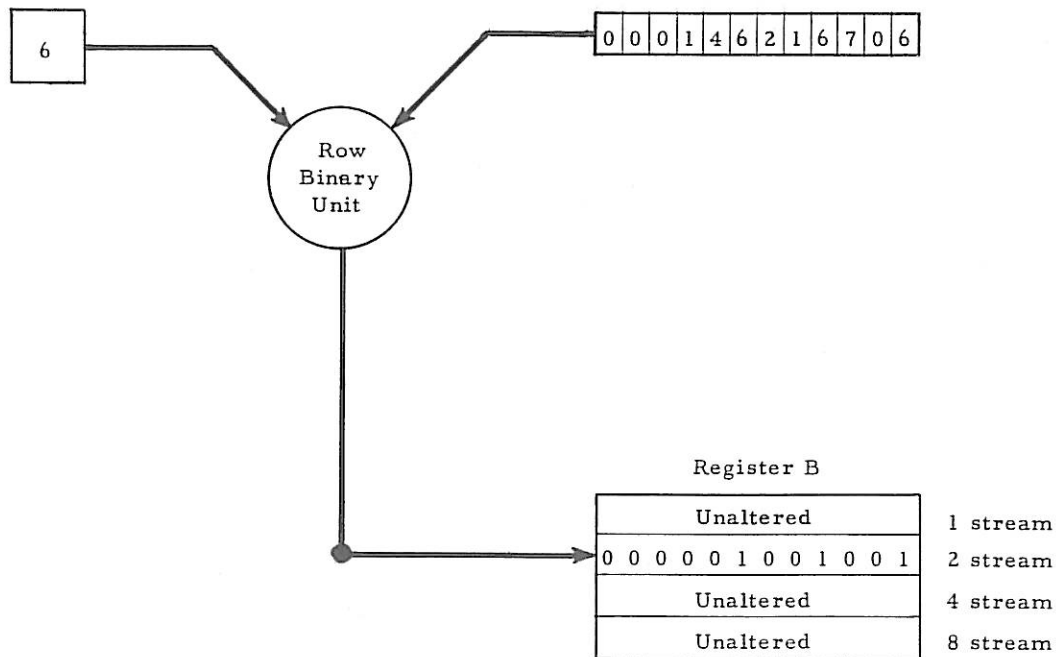 6
0 0 0 1 4 6 2 1 6 7 0 6
Row
Binary
Unit
Register B
Unaltered 1 stream
0 0 0 0 0 1 0 0 1 0 0 1 2 stream
Unaltered 4 stream
Unaltered 8 stream